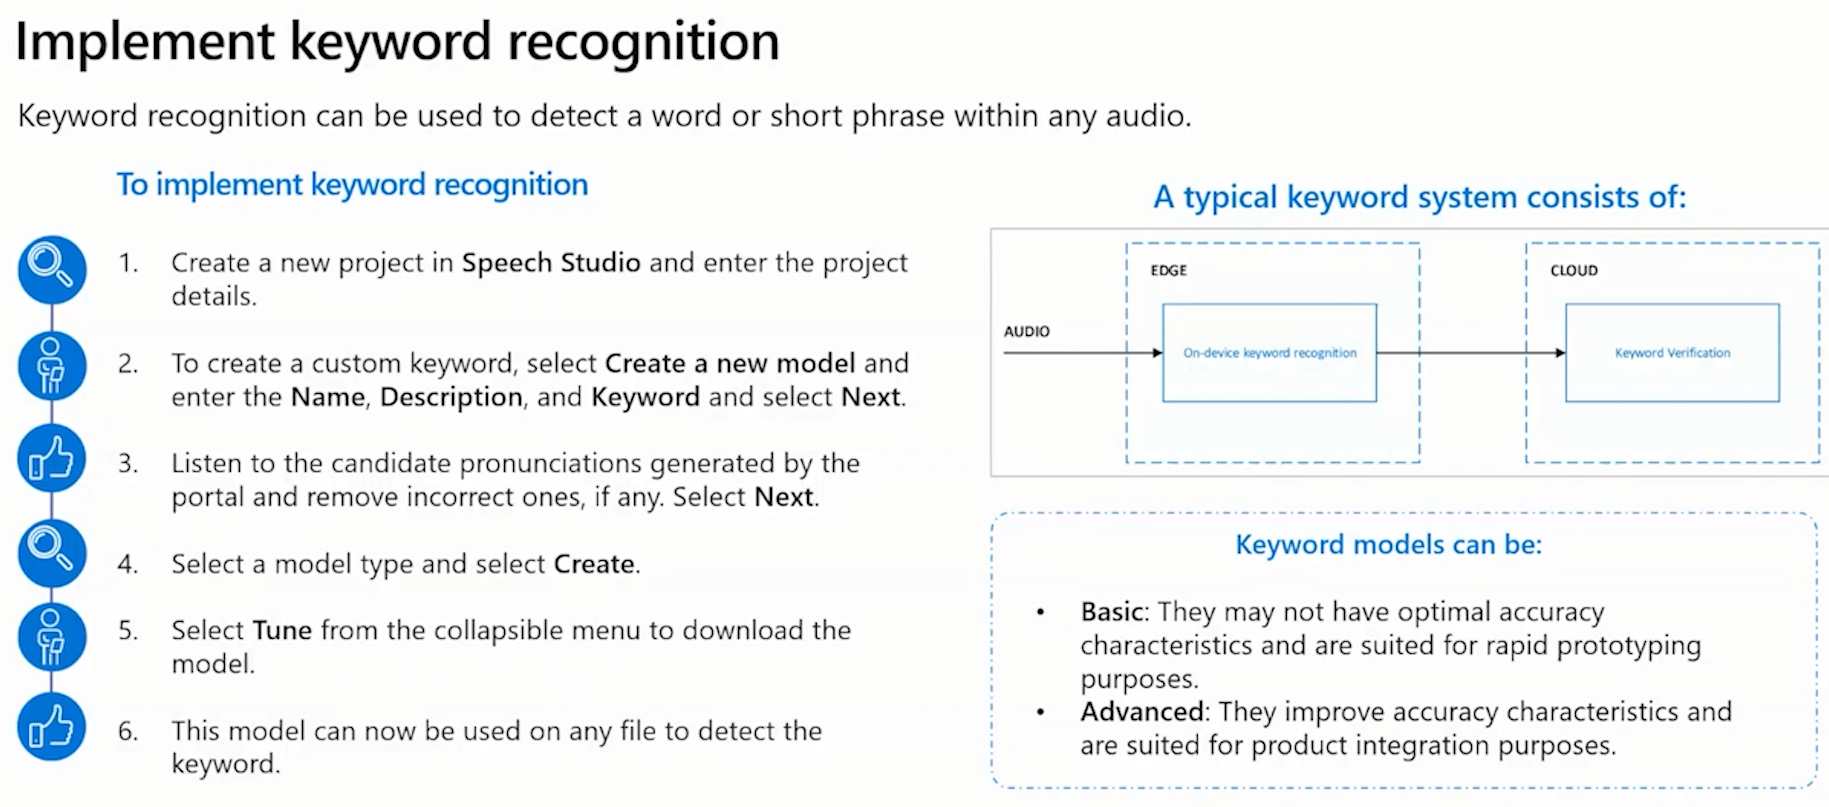 Implement keyword recognition
Keyword recognition can be used to detect a word or short phrase within any audio.
To implement keyword recognition
1. Create a new project in Speech Studio and enter the project
details.
2. To create a custom keyword, select Create a new model and
enter the Name, Description, and Keyword and select Next.
3. Listen to the candidate pronunciations generated by the
portal and remove incorrect ones, if any. Select Next.
4. Select a model type and select Create.
5. Select Tune from the collapsible menu to download the
model.
6. This model can now be used on any file to detect the
keyword.
A typical keyword system consists of:
AUDIO
EDGE
On-device keyword recognition
CLOUD
Keyword Verification
Keyword models can be:
• Basic: They may not have optimal accuracy
characteristics and are suited for rapid prototyping
purposes.
• Advanced: They improve accuracy characteristics and
are suited for product integration purposes.